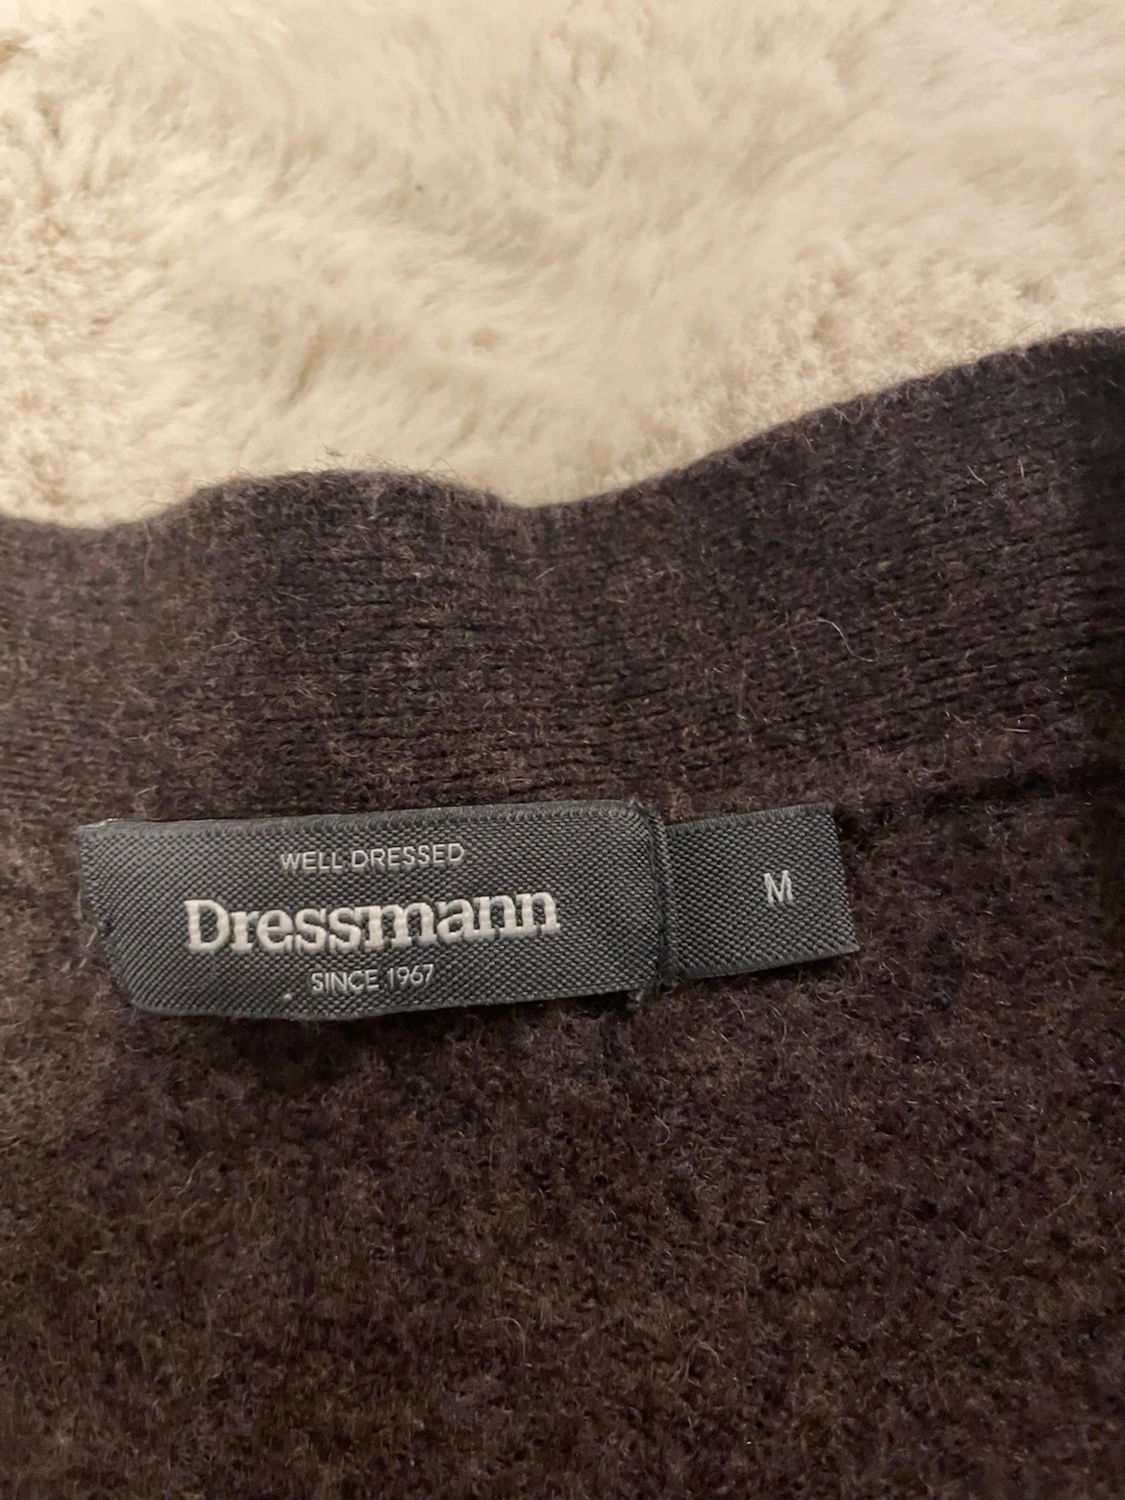 WELL DRESSED
Dressmann
SINCE 1967
M